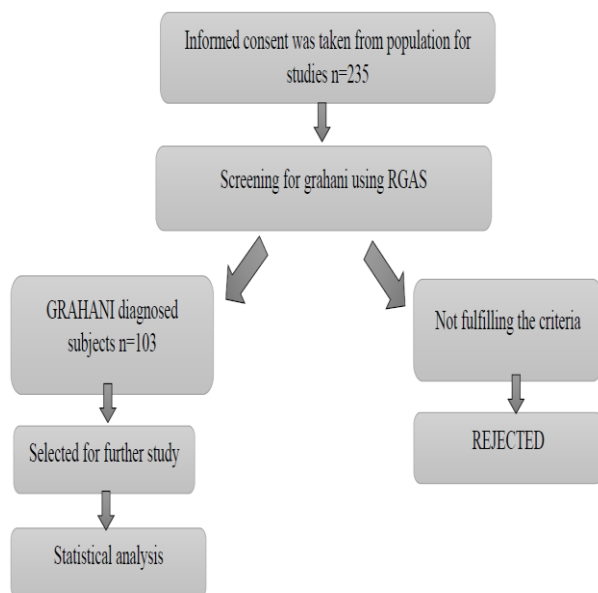 Informed consent was taken from population for
studies n=235
Screening for grahani using RGAS
GRAHANI diagnosed
subjects n=103
Not fulfilling the criteria
Selected for further study
REJECTED
Statistical analysis